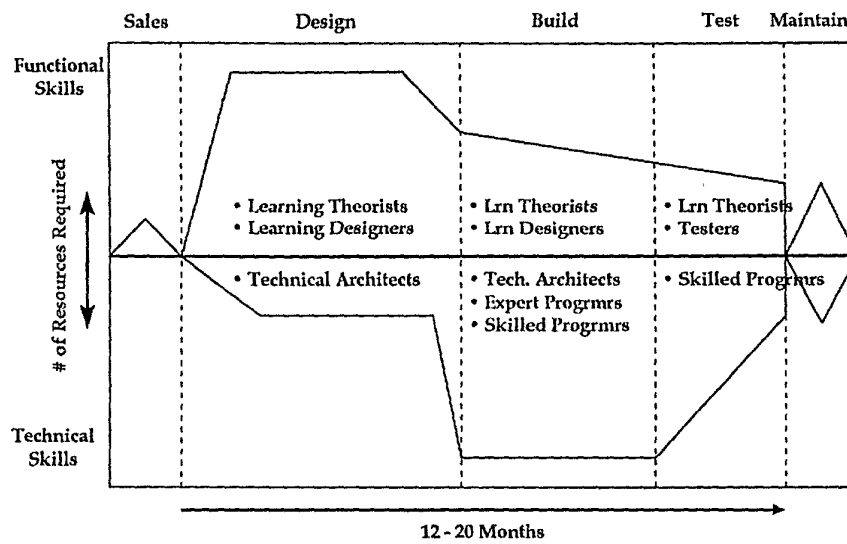 Sales Design Build Test Maintain
Functional
Skills
# of Resources Required
• Learning Theorists
• Learning Designers
• Lrn Theorists
• Lrn Designers
• Lrn Theorists
• Testers
• Technical Architects
• Tech. Architects
• Expert Progrmrs
• Skilled Progrmrs
• Skilled Progrmrs
Technical
Skills
12 - 20 Months